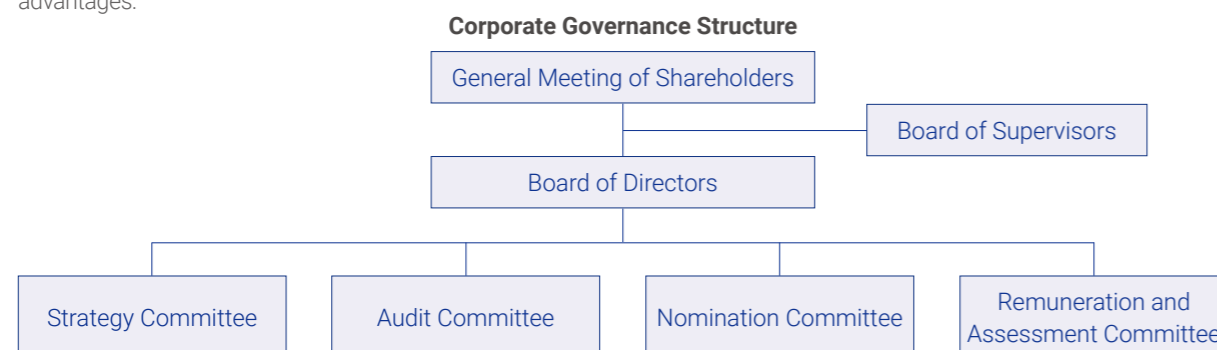 advantages.
Corporate Governance Structure
General Meeting of Shareholders
Board of Supervisors
Board of Directors
Strategy Committee
Audit Committee
Nomination Committee
Remuneration and
Assessment Committee